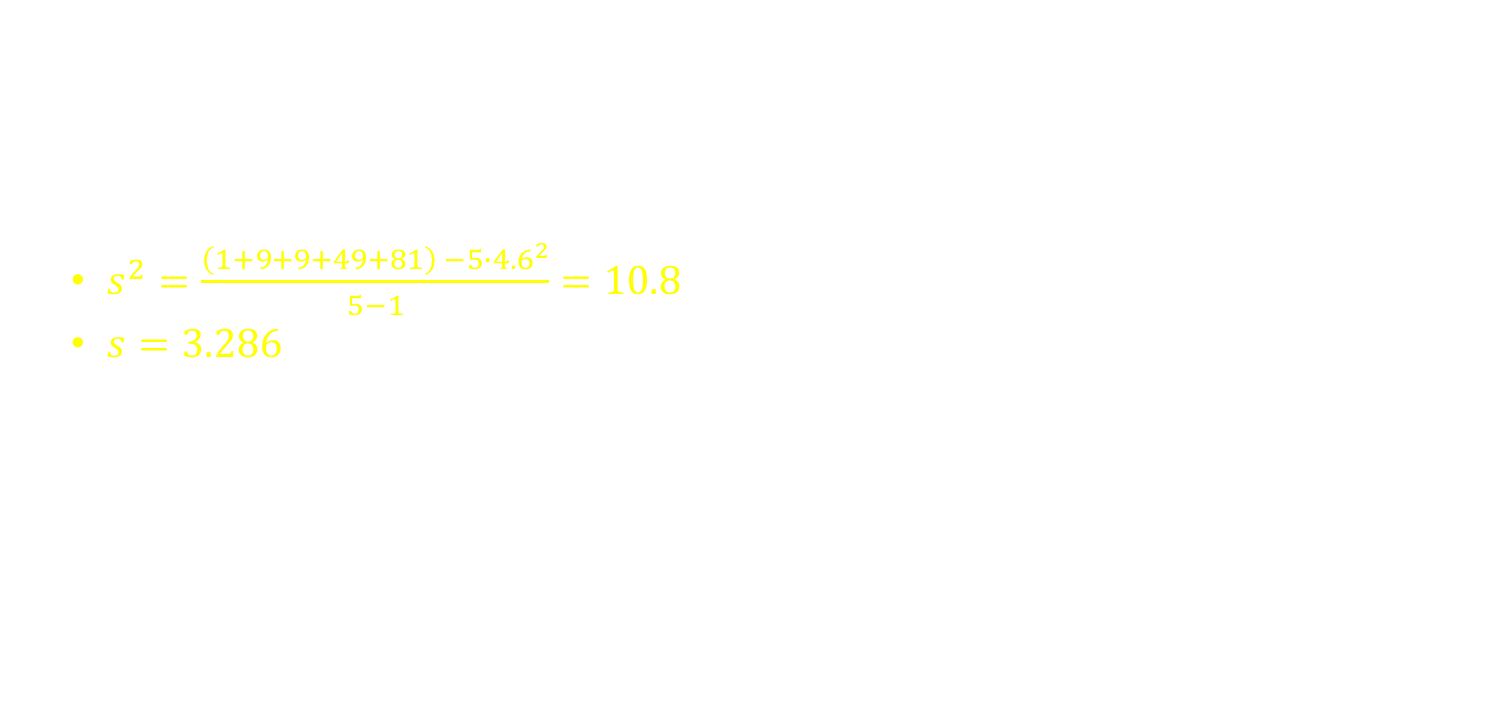 • s² = (1+9+9+49+81) −5·4.6² / 5−1 = 10.8
• s = 3.286